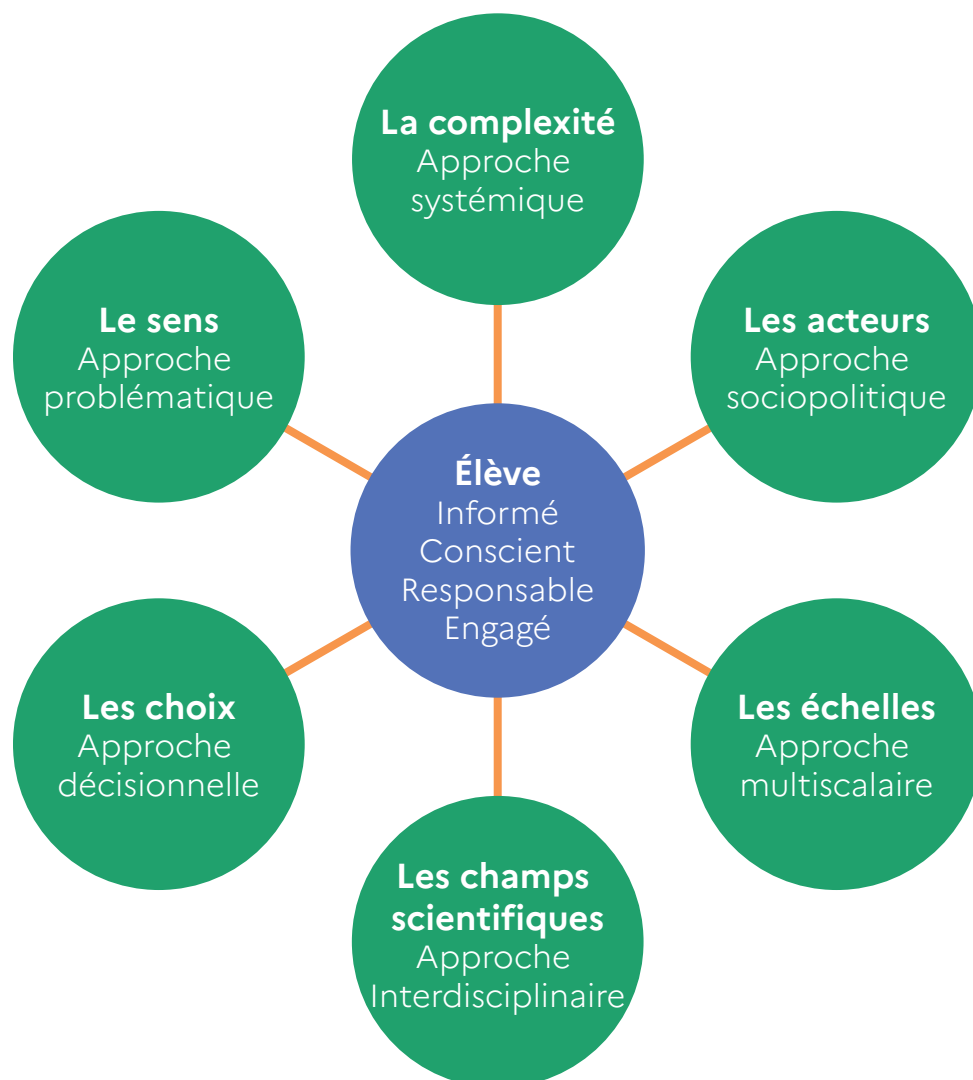 La complexité
Approche
systémique
Le sens
Approche
problématique
Les acteurs
Approche
sociopolitique
Élève
Informé
Conscient
Responsable
Engagé
Les choix
Approche
décisionnelle
Les échelles
Approche
multiscalaire
Les champs
scientifiques
Approche
Interdisciplinaire